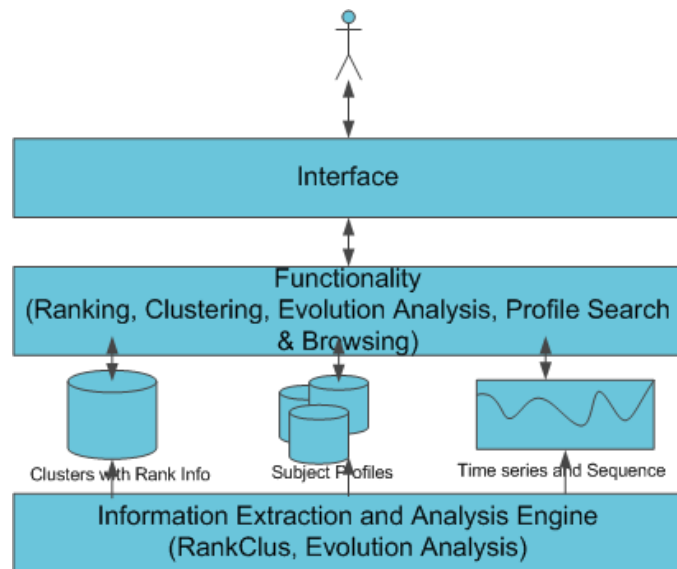 Interface
Functionality
(Ranking, Clustering, Evolution Analysis, Profile Search
& Browsing)
Clusters with Rank Info
Subject Profiles
Time series and Sequence
Information Extraction and Analysis Engine
(RankClus, Evolution Analysis)